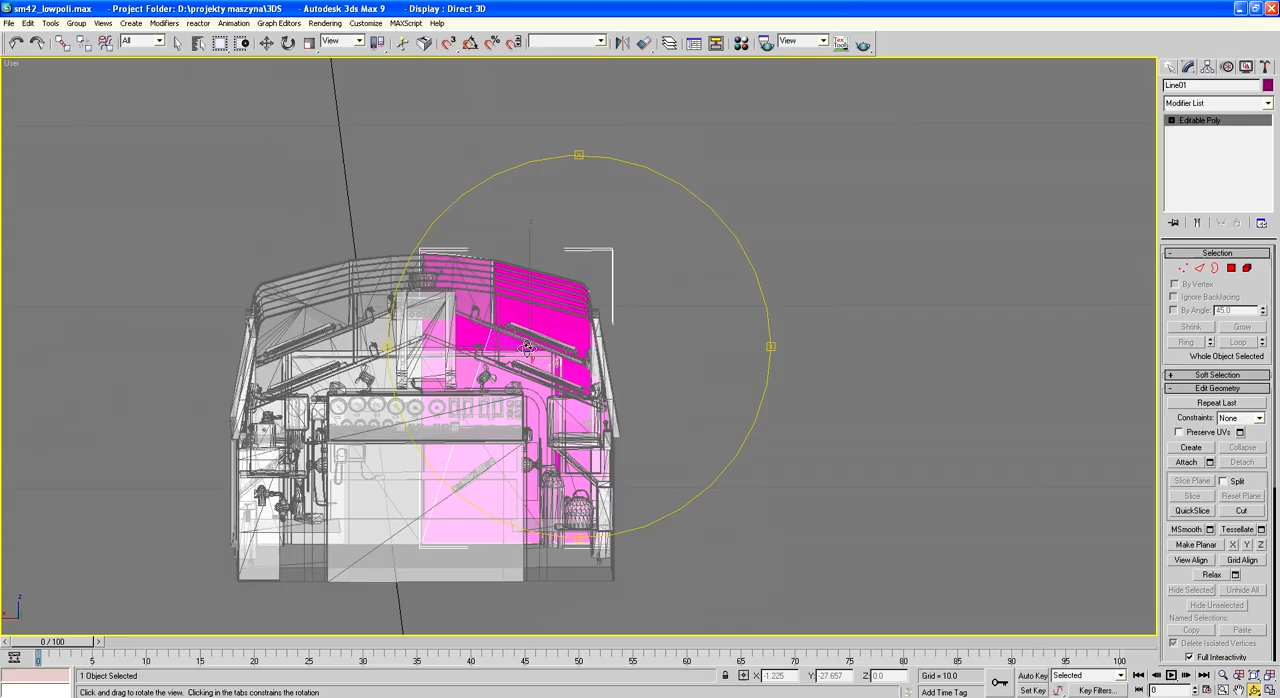 sm42_lowpoli.max - Project Folder: D:\projekty maszyna\3DS - Autodesk 3ds Max 9 - Display : Direct 3D
File Edit Tools Group Views Create Modifiers reactor Animation Graph Editors Rendering Customize MAXScript Help
All View View
User
Line01
Modifier List
Editable Poly
- Selection
By Vertex
Ignore Backfacing
By Angle: 45.0
Shrink Grow
Ring Loop
Whole Object Selected
+ Soft Selection
- Edit Geometry
Repeat Last
Constraints: None
Preserve UVs
Create Collapse
Attach Detach
Slice Plane Split
Slice Reset Plane
QuickSlice Cut
MSmooth Tessellate
Make Planar X Y Z
View Align Grid Align
Relax
Hide Selected Unhide All
Hide Unselected
Named Selections:
Copy Paste
Delete Isolated Vertices
Full Interactivity
z
x
0 / 100
0 5 10 15 20 25 30 35 40 45 50 55 60 65 70 75 80 85 90 95 100
1 Object Selected X: -1.225 Y: -27.657 Z: 0.0 Grid = 10.0 Auto Key Selected
Click and drag to rotate the view. Clicking in the tabs constrains the rotation Add Time Tag Set Key Key Filters... 0